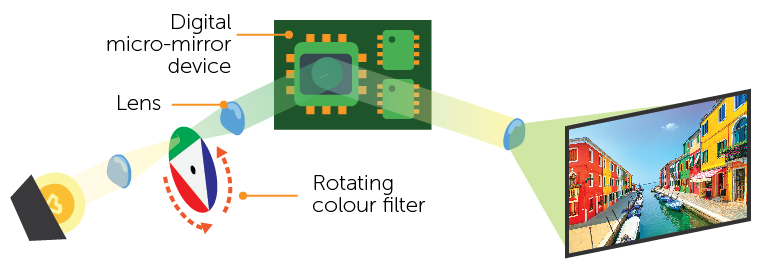 Digital
micro-mirror
device
Lens
Rotating
colour filter